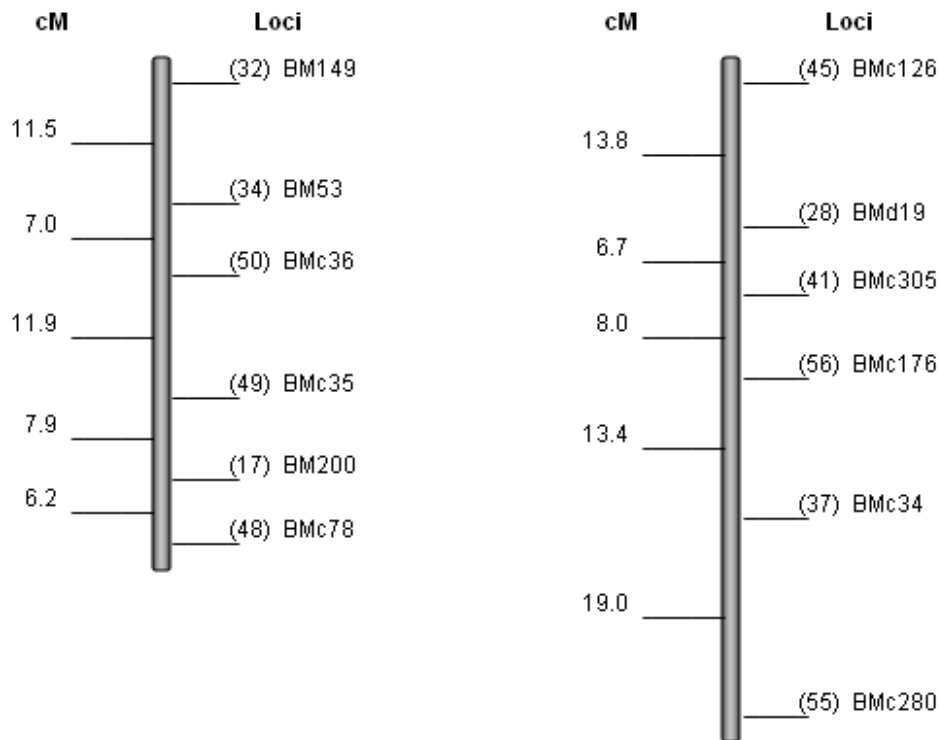 cM Loci
(32) BM149
11.5
(34) BM53
7.0
(50) BMc36
11.9
(49) BMc35
7.9
(17) BM200
6.2
(48) BMc78
cM Loci
(45) BMc126
13.8
(28) BMd19
6.7
(41) BMc305
8.0
(56) BMc176
13.4
(37) BMc34
19.0
(55) BMc280